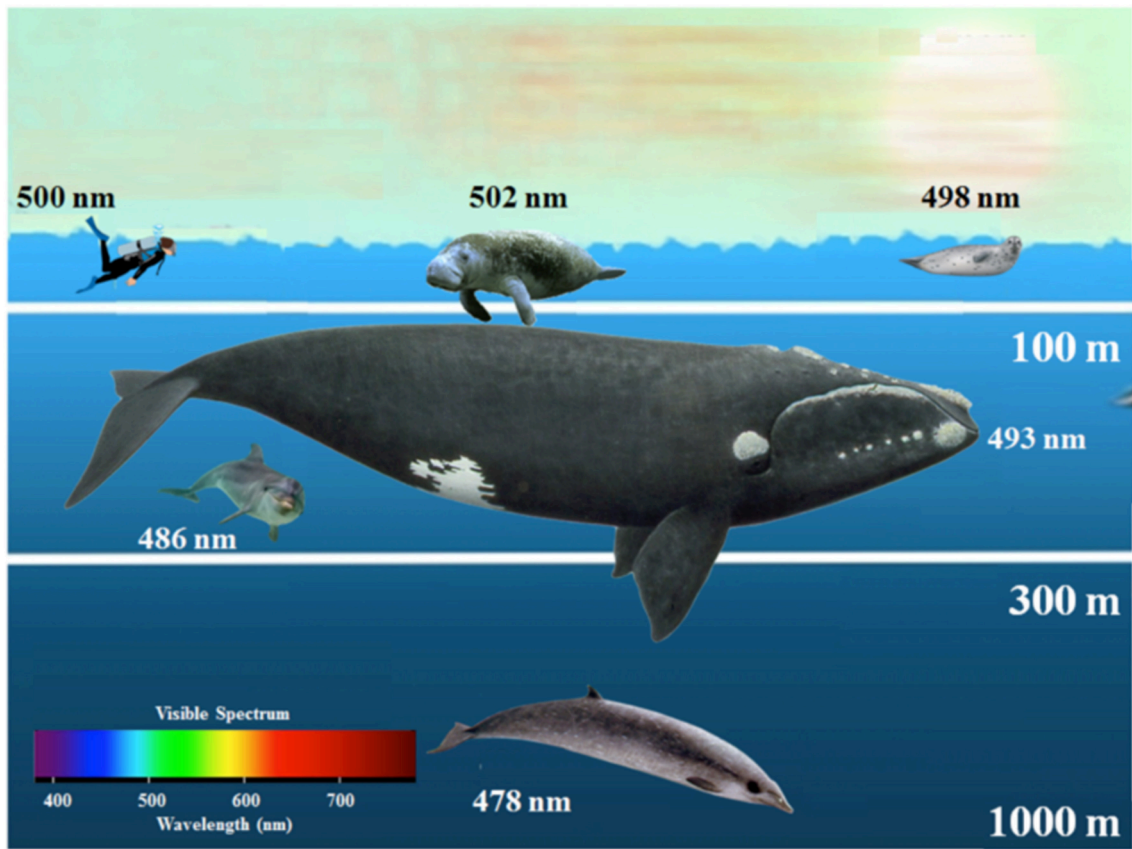 500 nm
502 nm
498 nm
100 m
493 nm
486 nm
300 m
Visible Spectrum
400 500 600 700
Wavelength (nm)
478 nm
1000 m